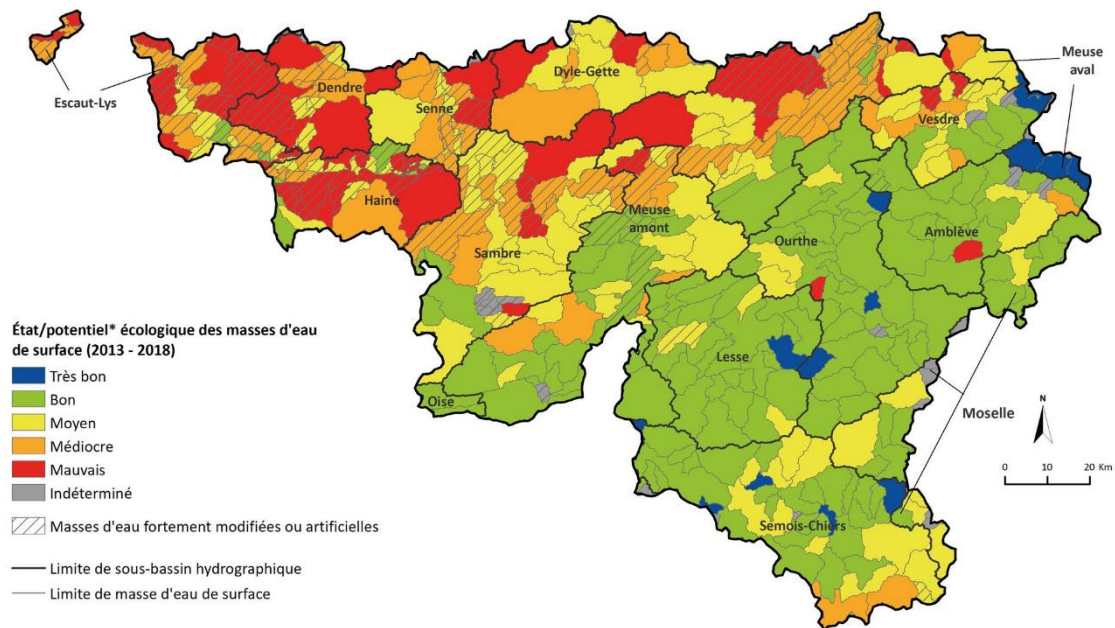 Escaut-Lys
Dendre
Senne
Dyle-Gette
Meuse
aval
Vesdre
Haine
Sambre
Meuse
amont
Ourthe
Amblève
Lesse
Oise
Moselle
Semois-Chiers
État/potentiel* écologique des masses d'eau
de surface (2013 - 2018)
Très bon
Bon
Moyen
Médiocre
Mauvais
Indéterminé
Masses d'eau fortement modifiées ou artificielles
Limite de sous-bassin hydrographique
Limite de masse d'eau de surface
N
0 10 20 Km